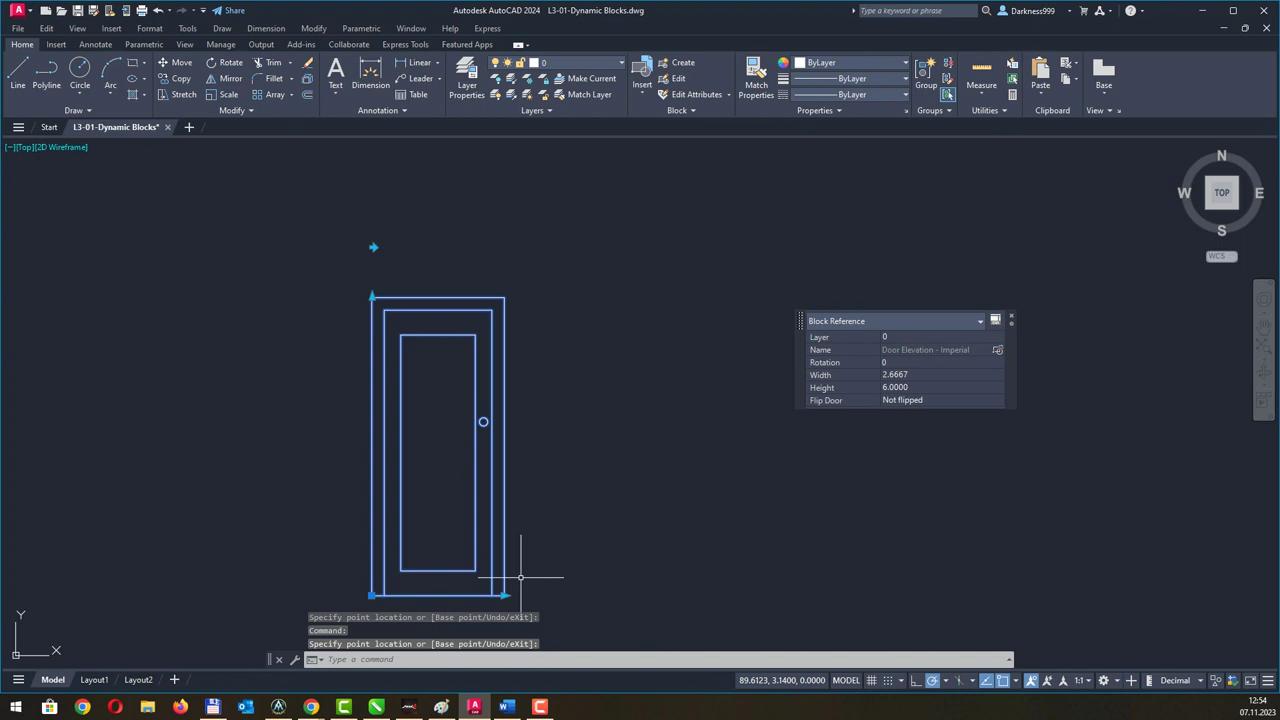 Share
Autodesk AutoCAD 2024 L3-01-Dynamic Blocks.dwg
Type a keyword or phrase
Darkness999
File Edit View Insert Format Tools Draw Dimension Modify Parametric Window Help Express
Home Insert Annotate Parametric View Manage Output Add-ins Collaborate Express Tools Featured Apps
Line Polyline Circle Arc
Move Rotate Trim
Copy Mirror Fillet
Stretch Scale Array
Text Dimension
Linear
Leader
Table
Layer
Properties
0
Make Current
Match Layer
Insert
Create
Edit
Edit Attributes
Match
Properties
ByLayer
ByLayer
ByLayer
Group
Measure
Paste
Base
Draw Modify Annotation Layers Block Properties Groups Utilities Clipboard View
Start L3-01-Dynamic Blocks*
[−][Top][2D Wireframe]
N
W TOP E
S
WCS
Block Reference
Layer 0
Name Door Elevation - Imperial
Rotation 0
Width 2.6667
Height 6.0000
Flip Door Not flipped
Y
X
Specify point location or [Base point/Undo/eXit]:
Command:
Specify point location or [Base point/Undo/eXit]:
Type a command
Model Layout1 Layout2
89.6123, 3.1400, 0.0000 MODEL 1:1 Decimal
12:54
07.11.2023